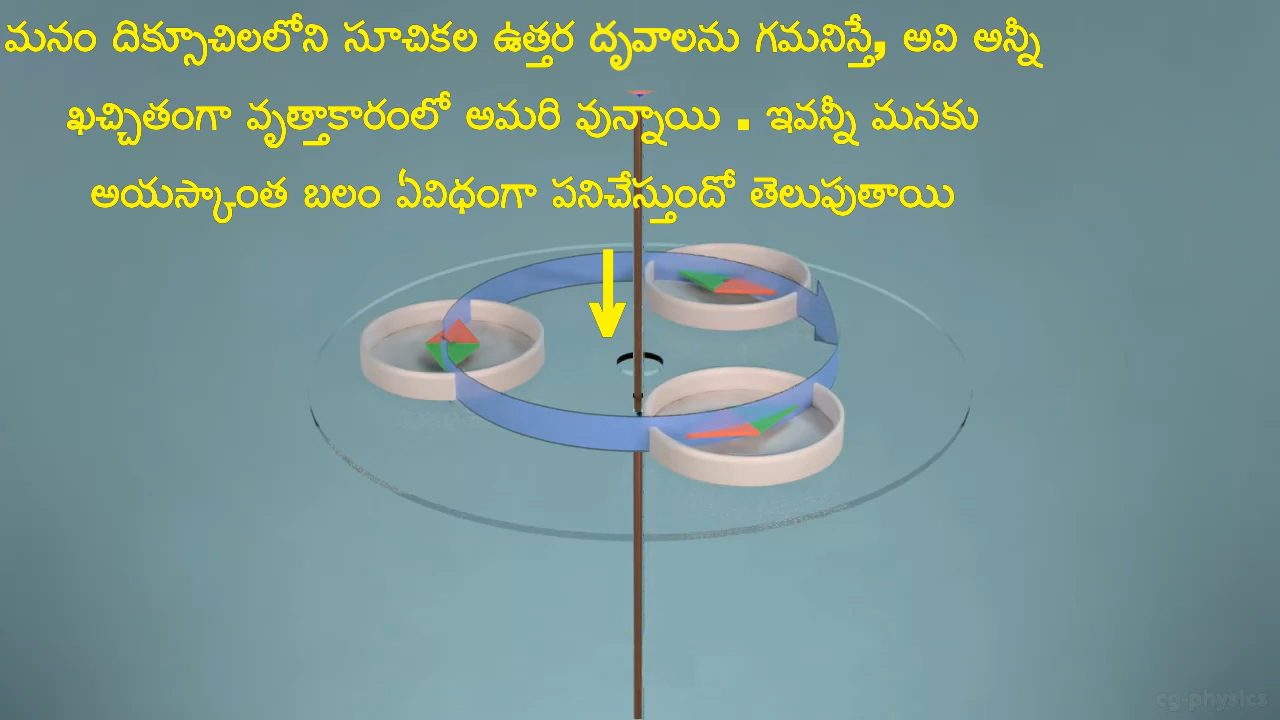 మనం దిక్సూచిలలోని సూచికల ఉత్తర దృవాలను గమనిస్తే, అవి అన్నీ
ఖచ్చితంగా వృత్తాకారంలో అమరి వున్నాయి . ఇవన్నీ మనకు
అయస్కాంత బలం ఏవిధంగా పనిచేస్తుందో తెలుపుతాయి
cg-physics